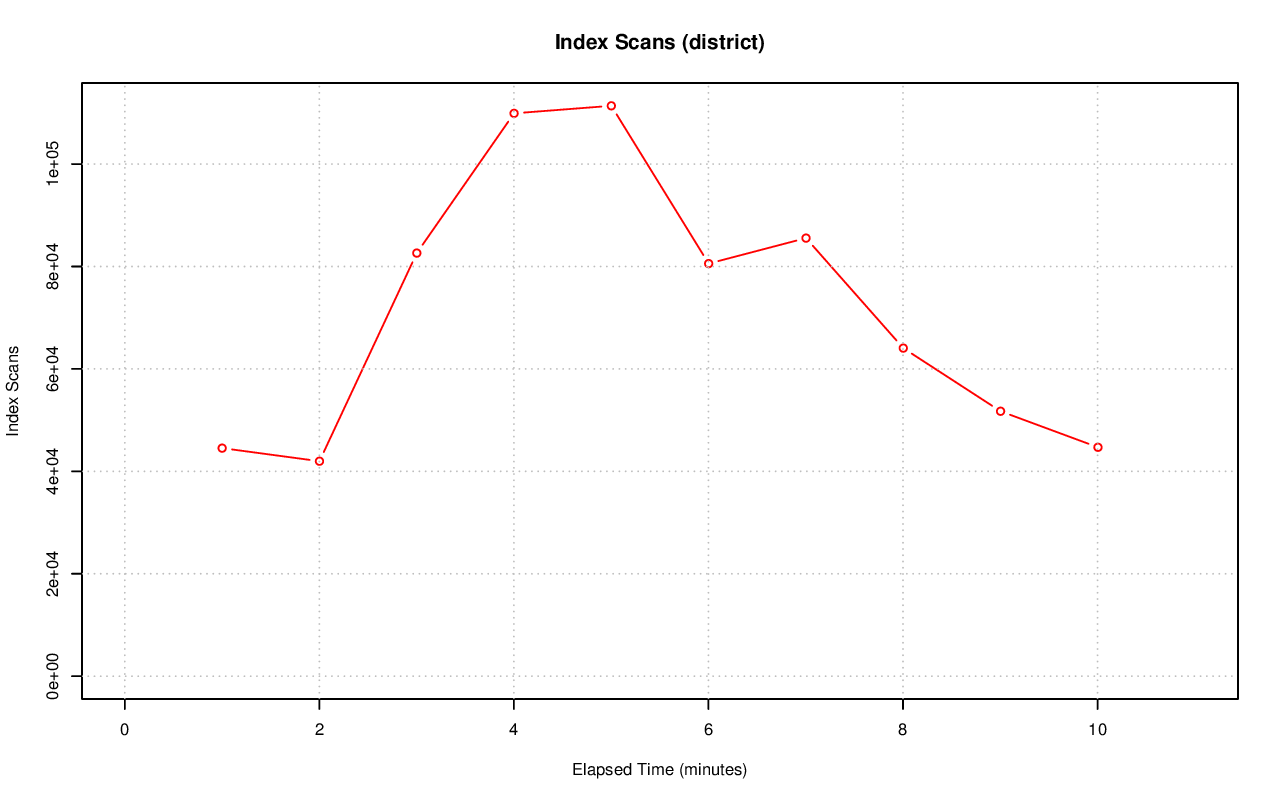 Index Scans (district)
Index Scans
1e+05
8e+04
6e+04
4e+04
2e+04
0e+00
0 2 4 6 8 10
Elapsed Time (minutes)